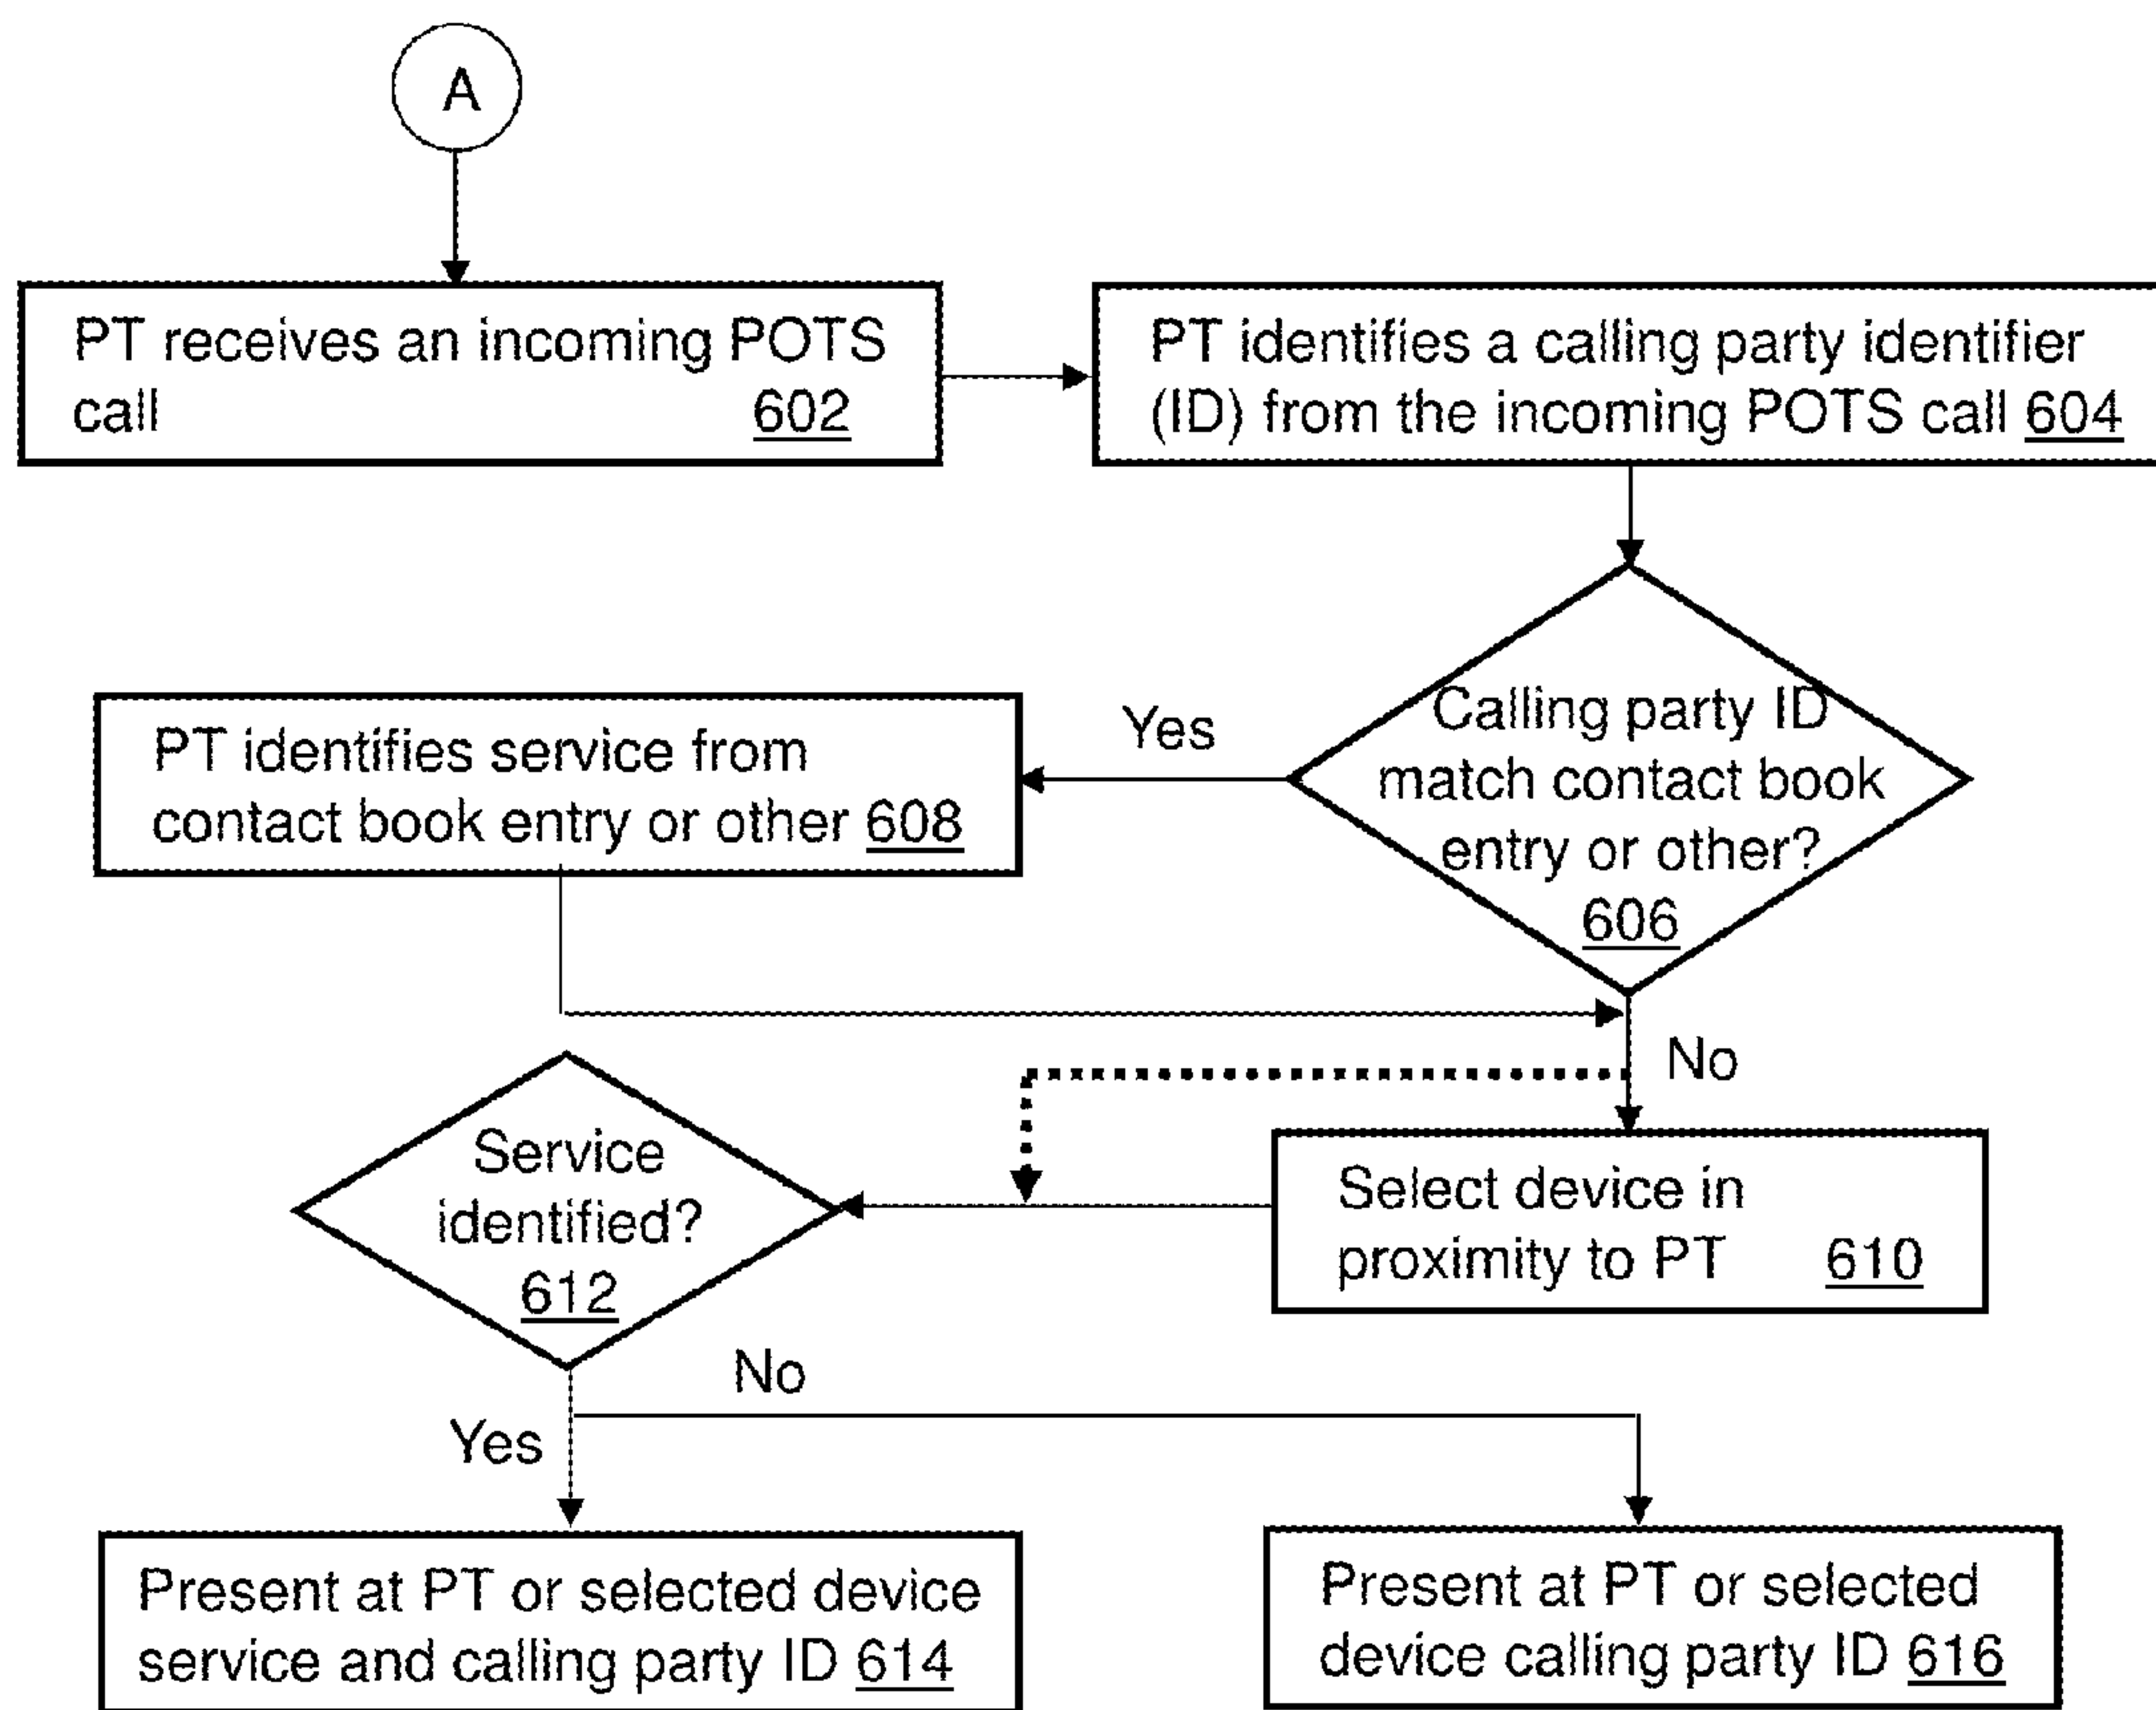 A
PT receives an incoming POTS
call 602
PT identifies a calling party identifier
(ID) from the incoming POTS call 604
Calling party ID
match contact book
entry or other?
606
Yes
PT identifies service from
contact book entry or other 608
No
Select device in
proximity to PT 610
Service
identified?
612
No
Yes
Present at PT or selected device
service and calling party ID 614
Present at PT or selected
device calling party ID 616